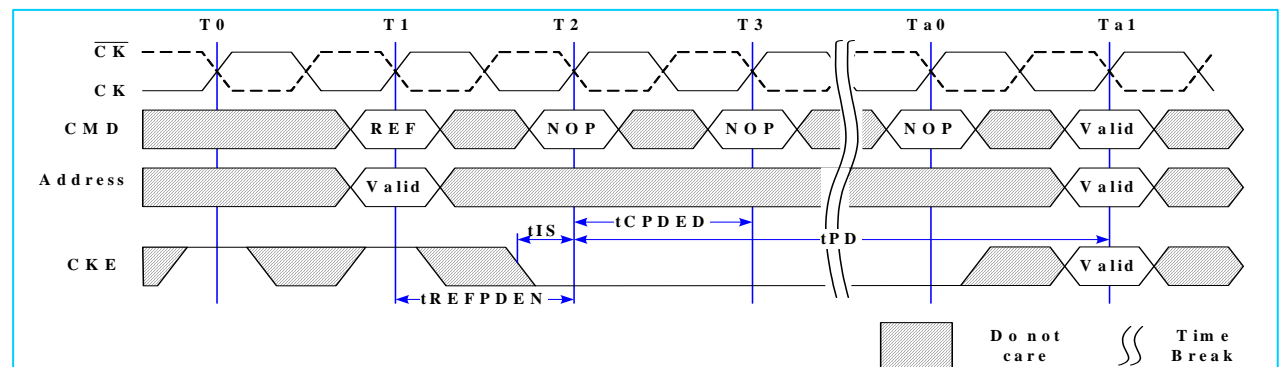 T0 T1 T2 T3 Ta0 Ta1
CK
CK
CMD REF NOP NOP NOP Valid
Address Valid Valid
tCPDED
tIS
tPD
CKE Valid
tREFPDEN
Do not care
Time Break